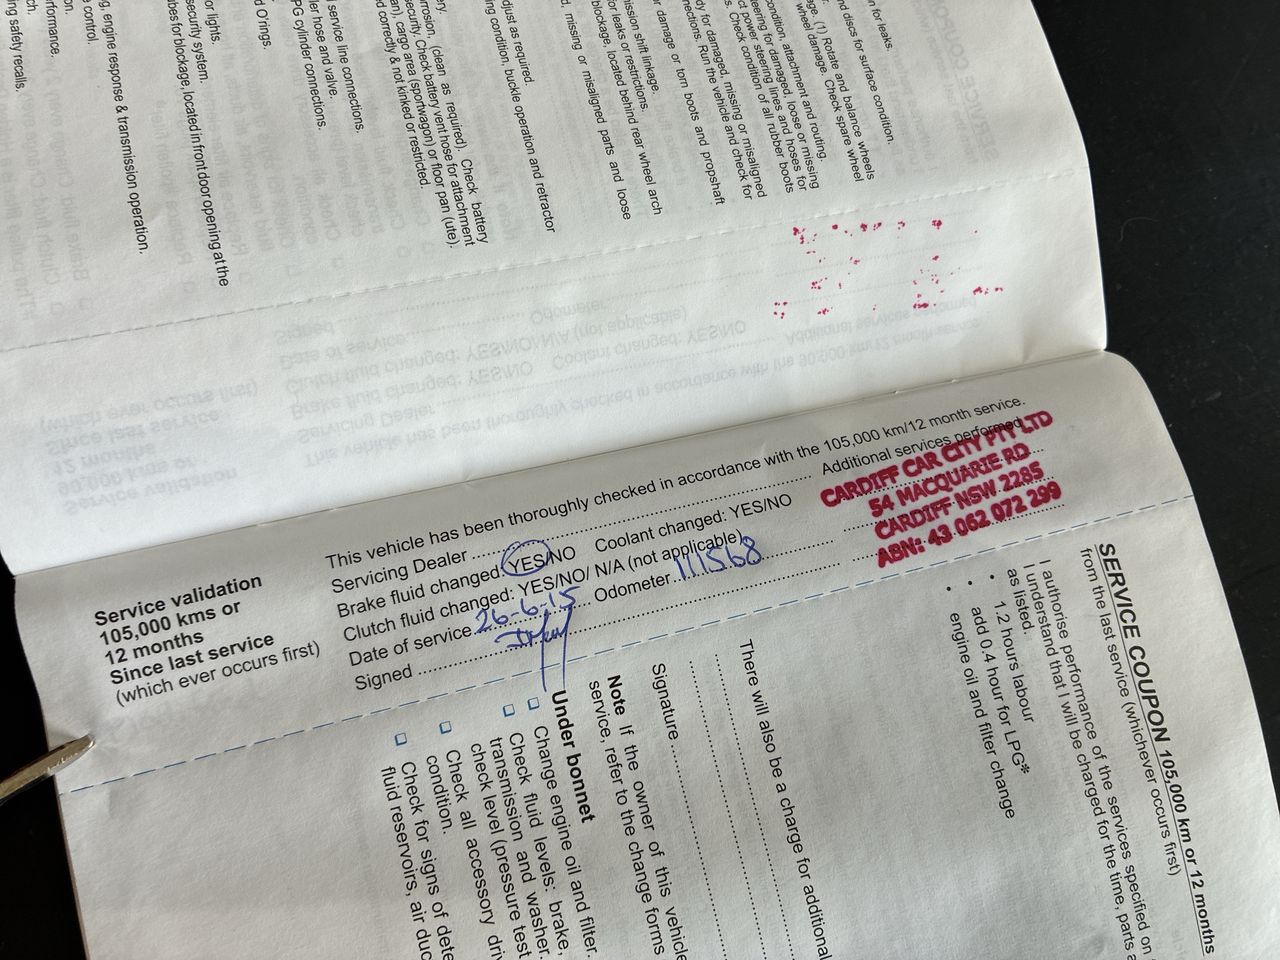 n for leaks.
nd discs for surface condition.
age. (1) Rotate and balance wheels
wheel damage. Check spare wheel
ondition, attachment and routing.
teering for damaged, loose or missing
ct power steering lines and hoses for
s. Check condition of all rubber boots
dy for damaged, missing or misaligned
nections. Run the vehicle and check for
r damage or torn boots and propshaft
ission shift linkage.
for leaks or restrictions.
blockage, located behind rear wheel arch
d, missing or misaligned parts and loose
djust as required.
ng condition, buckle operation and retractor
ery,
rrosion, (clean as required). Check battery
security, Check battery vent hose for attachment
an), cargo area (sportwagon) or floor pan (ute).
d correctly & not kinked or restricted.
l service line connections.
ler hose and valve.
PG cylinder connections.
d O rings.
or lights.
security system.
ubes for blockage, located in front door opening at the
g, engine response & transmission operation.
e control.
rformance.
ch.
ing safety recalls.
Service validation
105,000 kms or
12 months
Since last service
(which ever occurs first)
This vehicle has been thoroughly checked in accordance with the 105,000 km/12 month service.
Servicing Dealer ........ Additional services performed
Brake fluid changed: YES/NO Coolant changed: YES/NO
Clutch fluid changed: YES/NO/ N/A (not applicable)
Date of service 26-6-15 Odometer 111568
Signed
CARDIFF CAR CITY PTY LTD
54 MACQUARIE RD
CARDIFF NSW 2285
ABN: 43 062 072 299
SERVICE COUPON 105,000 km or 12 months
from the last service (whichever occurs first)
I authorise performance of the services specified on
I understand that I will be charged for the time, parts a
as listed.
• 1.2 hours labour
• add 0.4 hour for LPG*
• engine oil and filter change
There will also be a charge for additional
Signature
Note If the owner of this vehicle
service, refer to the change forms
Under bonnet
Change engine oil and filter.
Check fluid levels: brake,
transmission and washer.
check level (pressure test
Check all accessory driv
condition.
Check for signs of dete
fluid reservoirs, air duc